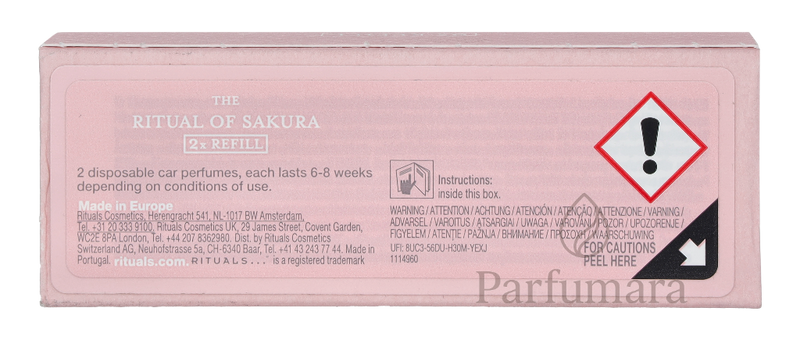 THE
RITUAL OF SAKURA
2x REFILL
2 disposable car perfumes, each lasts 6-8 weeks
depending on conditions of use.
Made in Europe
Rituals Cosmetics, Herengracht 541, NL-1017 BW Amsterdam,
Tel. +31 20 333 9100, Rituals Cosmetics UK, 29 James Street, Covent Garden,
WC2E 8PA London, Tel. +44 207 8362980. Dist. by Rituals Cosmetics
Switzerland AG, Neuhofstrasse 5a, CH-6340 Baar, Tel. +41 43 243 77 44. Made in
Portugal. rituals.com. RITUALS...® is a registered trademark
Instructions:
inside this box.
WARNING / ATTENTION / ACHTUNG / ATENCIÓN / ATENÇÃO / ATTENZIONE / VARNING /
ADVARSEL / VAROITUS / ATSARGIAI / UWAGA / VAROVÁNÍ / POZOR / UPOZORENJE /
FIGYELEM / ATENȚIE / PAŽNJA / ВНИМАНИЕ / ΠΡΟΣΟΧΗ / WAARSCHUWING
UFI: 8UC3-56DU-H30M-YEXJ
1114960
FOR CAUTIONS
PEEL HERE
Parfumara